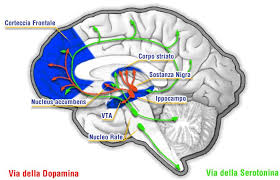 Corteccia Frontale
Corpo striato
Sostanza Nigra
Nucleus accumbens
Ippocampo
VTA
Nucleo Rafe
Via della Dopamina
Via della Serotonina